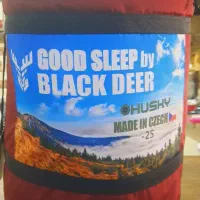 GOOD SLEEP by
BLACK DEER
HUSKY
MADE IN CZECH
-25